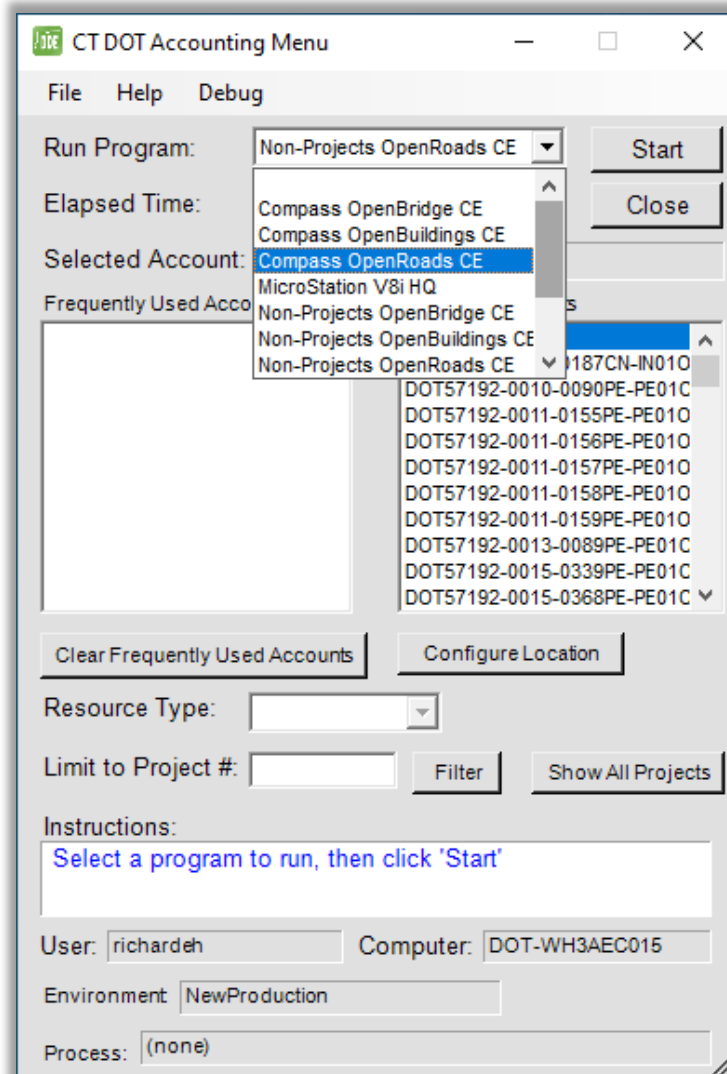 CT DOT Accounting Menu
File Help Debug
Run Program: Non-Projects OpenRoads CE Start
Elapsed Time: Close
Compass OpenBridge CE
Compass OpenBuildings CE
Selected Account: Compass OpenRoads CE
MicroStation V8i HQ
Frequently Used Acco
Non-Projects OpenBridge CE
Non-Projects OpenBuildings CE
Non-Projects OpenRoads CE
0187CN-IN01O
DOT57192-0010-0090PE-PE01C
DOT57192-0011-0155PE-PE01O
DOT57192-0011-0156PE-PE01O
DOT57192-0011-0157PE-PE01O
DOT57192-0011-0158PE-PE01O
DOT57192-0011-0159PE-PE01O
DOT57192-0013-0089PE-PE01C
DOT57192-0015-0339PE-PE01C
DOT57192-0015-0368PE-PE01C
Clear Frequently Used Accounts Configure Location
Resource Type:
Limit to Project #: Filter Show All Projects
Instructions:
Select a program to run, then click 'Start'
User: richardeh Computer: DOT-WH3AEC015
Environment NewProduction
Process: (none)